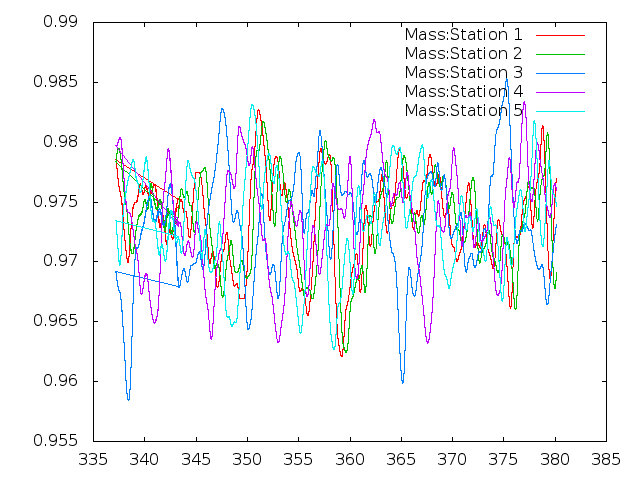 0.99
0.985
0.98
0.975
0.97
0.965
0.96
0.955
335 340 345 350 355 360 365 370 375 380 385
Mass:Station 1
Mass:Station 2
Mass:Station 3
Mass:Station 4
Mass:Station 5